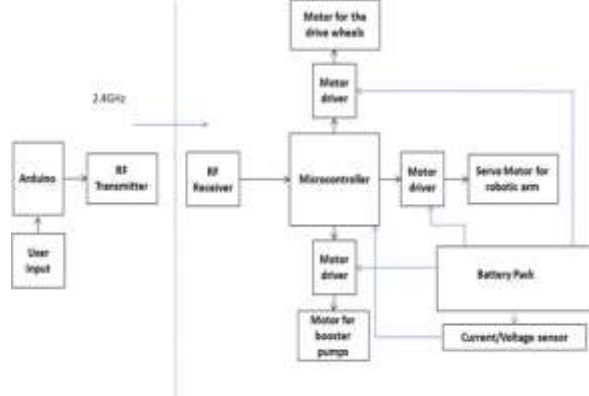 Motor for the
drive wheels
2.4GHz
Motor
driver
Arduino
RF
Transmitter
RF
Receiver
Microcontroller
Motor
driver
Servo Motor for
robotic arm
User
Input
Motor
driver
Battery Pack
Motor for
booster
pumps
Current/Voltage sensor